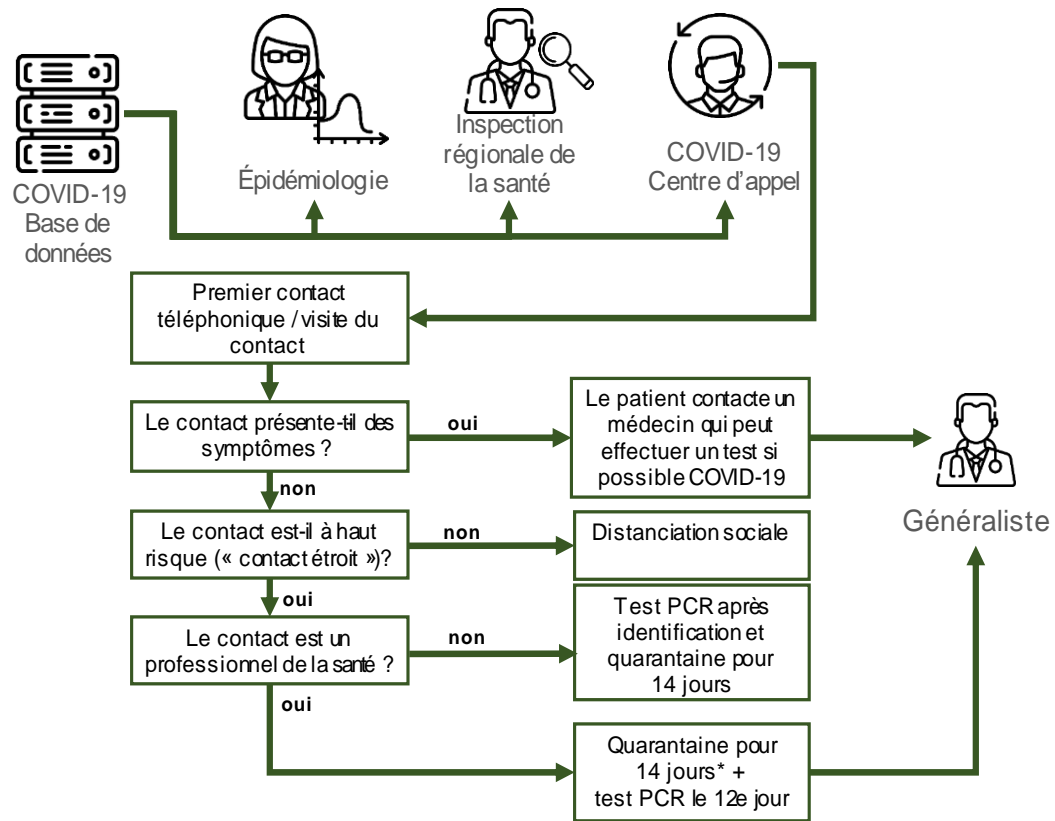 COVID-19
Base de
données
Épidémiologie
Inspection
régionale de
la santé
COVID-19
Centre d'appel
Premier contact
téléphonique / visite du
contact
Le contact présente-t-il des
symptômes ?
oui
Le patient contacte un
médecin qui peut
effectuer un test si
possible COVID-19
Généraliste
non
Le contact est-il à haut
risque (« contact étroit »)?
non
Distanciation sociale
oui
Le contact est un
professionnel de la santé ?
non
Test PCR après
identification et
quarantaine pour
14 jours
oui
Quarantaine pour
14 jours* +
test PCR le 12e jour